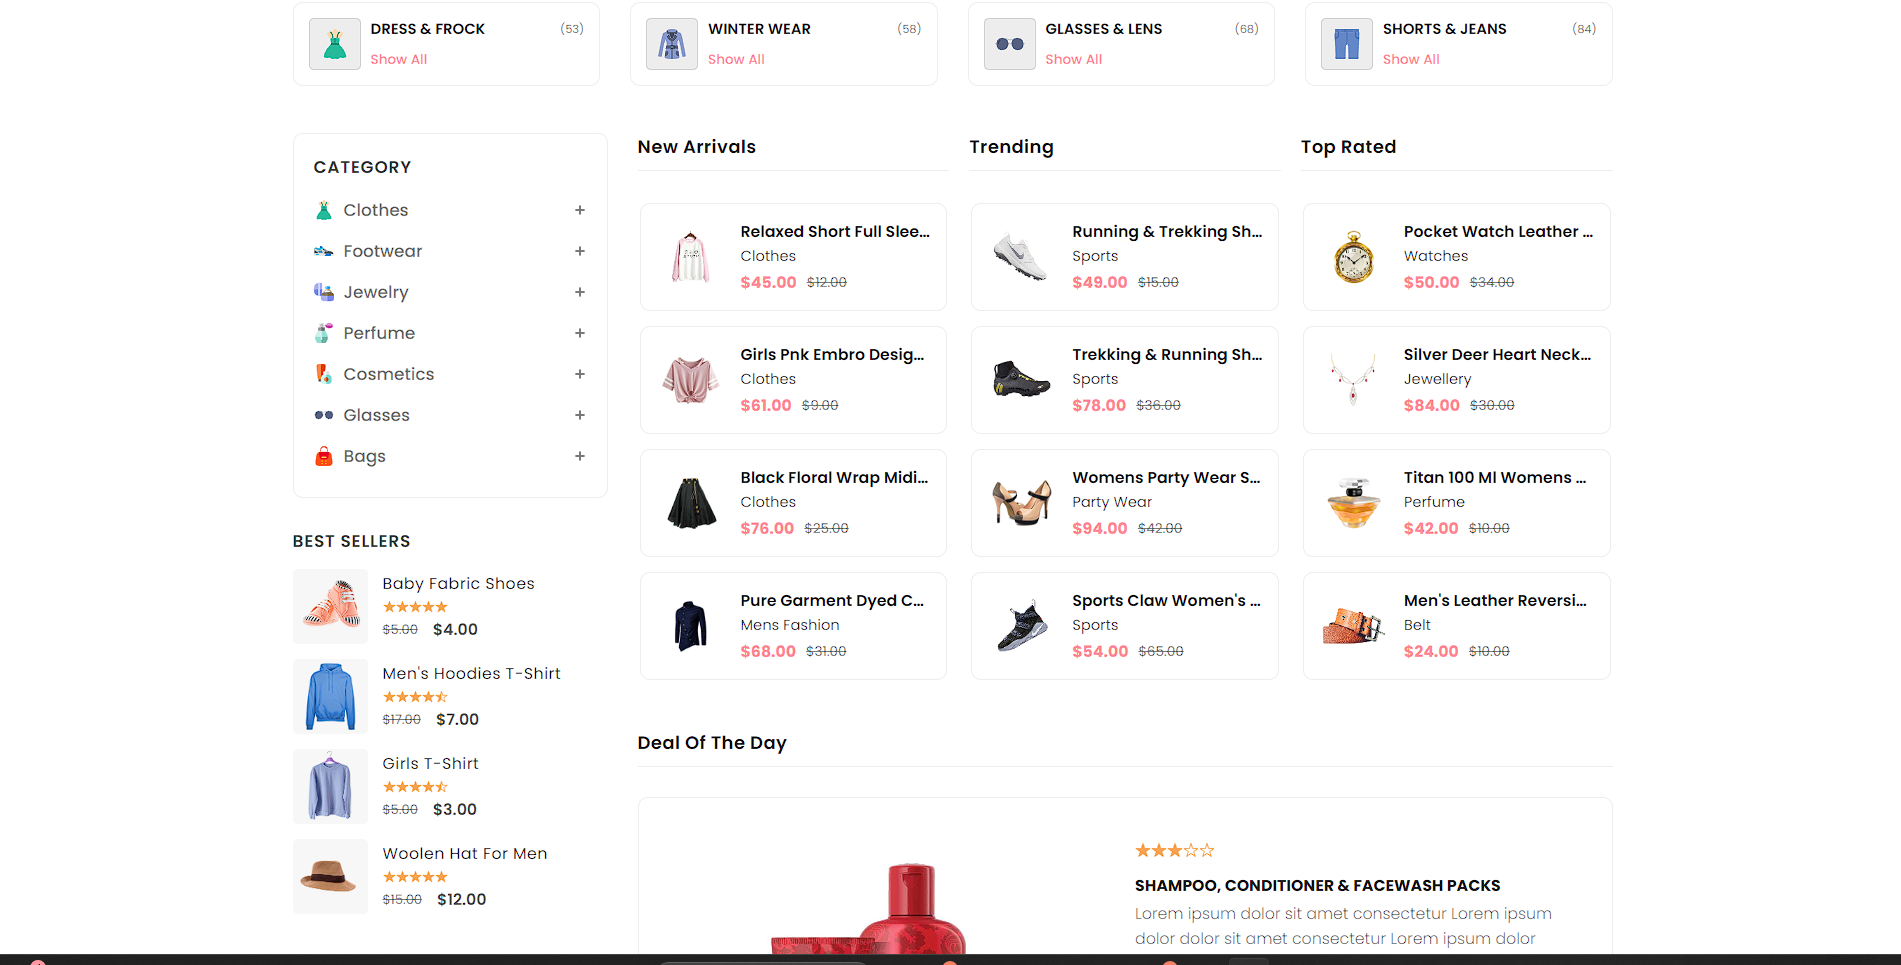 DRESS & FROCK (53)
Show All
WINTER WEAR (58)
Show All
GLASSES & LENS (68)
Show All
SHORTS & JEANS (84)
Show All
CATEGORY
Clothes +
Footwear +
Jewelry +
Perfume +
Cosmetics +
Glasses +
Bags +
BEST SELLERS
Baby Fabric Shoes
$5.00 $4.00
Men's Hoodies T-Shirt
$17.00 $7.00
Girls T-Shirt
$5.00 $3.00
Woolen Hat For Men
$15.00 $12.00
New Arrivals
Relaxed Short Full Slee...
Clothes
$45.00 $12.00
Girls Pnk Embro Desig...
Clothes
$61.00 $9.00
Black Floral Wrap Midi...
Clothes
$76.00 $25.00
Pure Garment Dyed C...
Mens Fashion
$68.00 $31.00
Trending
Running & Trekking Sh...
Sports
$49.00 $15.00
Trekking & Running Sh...
Sports
$78.00 $36.00
Womens Party Wear S...
Party Wear
$94.00 $42.00
Sports Claw Women's ...
Sports
$54.00 $65.00
Top Rated
Pocket Watch Leather ...
Watches
$50.00 $34.00
Silver Deer Heart Neck...
Jewellery
$84.00 $30.00
Titan 100 Ml Womens ...
Perfume
$42.00 $10.00
Men's Leather Reversi...
Belt
$24.00 $10.00
Deal Of The Day
SHAMPOO, CONDITIONER & FACEWASH PACKS
Lorem ipsum dolor sit amet consectetur Lorem ipsum
dolor dolor sit amet consectetur Lorem ipsum dolor